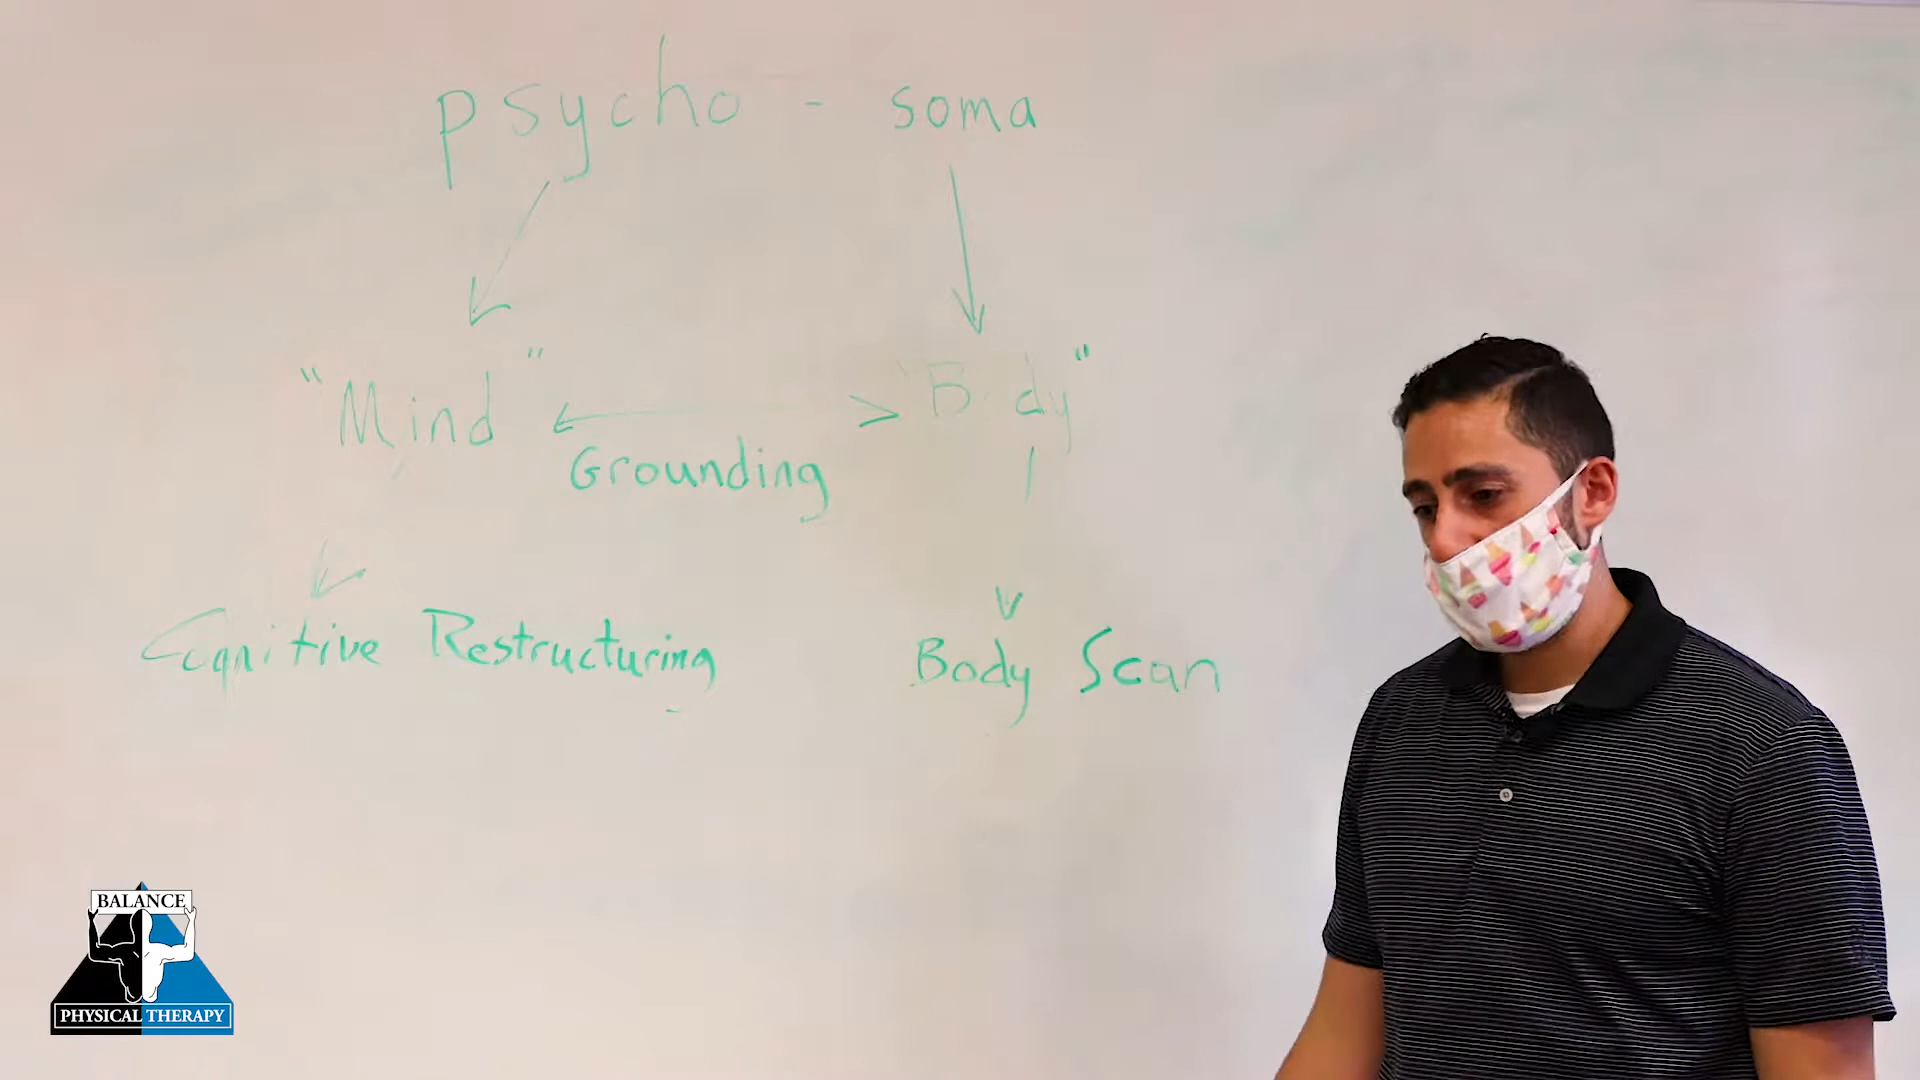 psycho - soma
"Mind" "Body"
Grounding
Cognitive Restructuring
Body Scan
BALANCE
PHYSICAL THERAPY